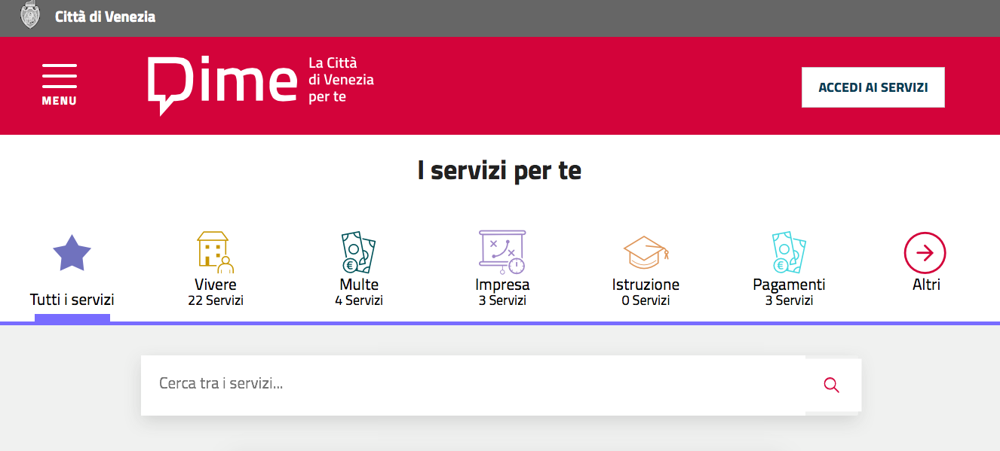 Città di Venezia
MENU
Dime
La Città
di Venezia
per te
ACCEDI AI SERVIZI
I servizi per te
Tutti i servizi
Vivere
22 Servizi
Multe
4 Servizi
Impresa
3 Servizi
Istruzione
0 Servizi
Pagamenti
3 Servizi
Altri
Cerca tra i servizi...